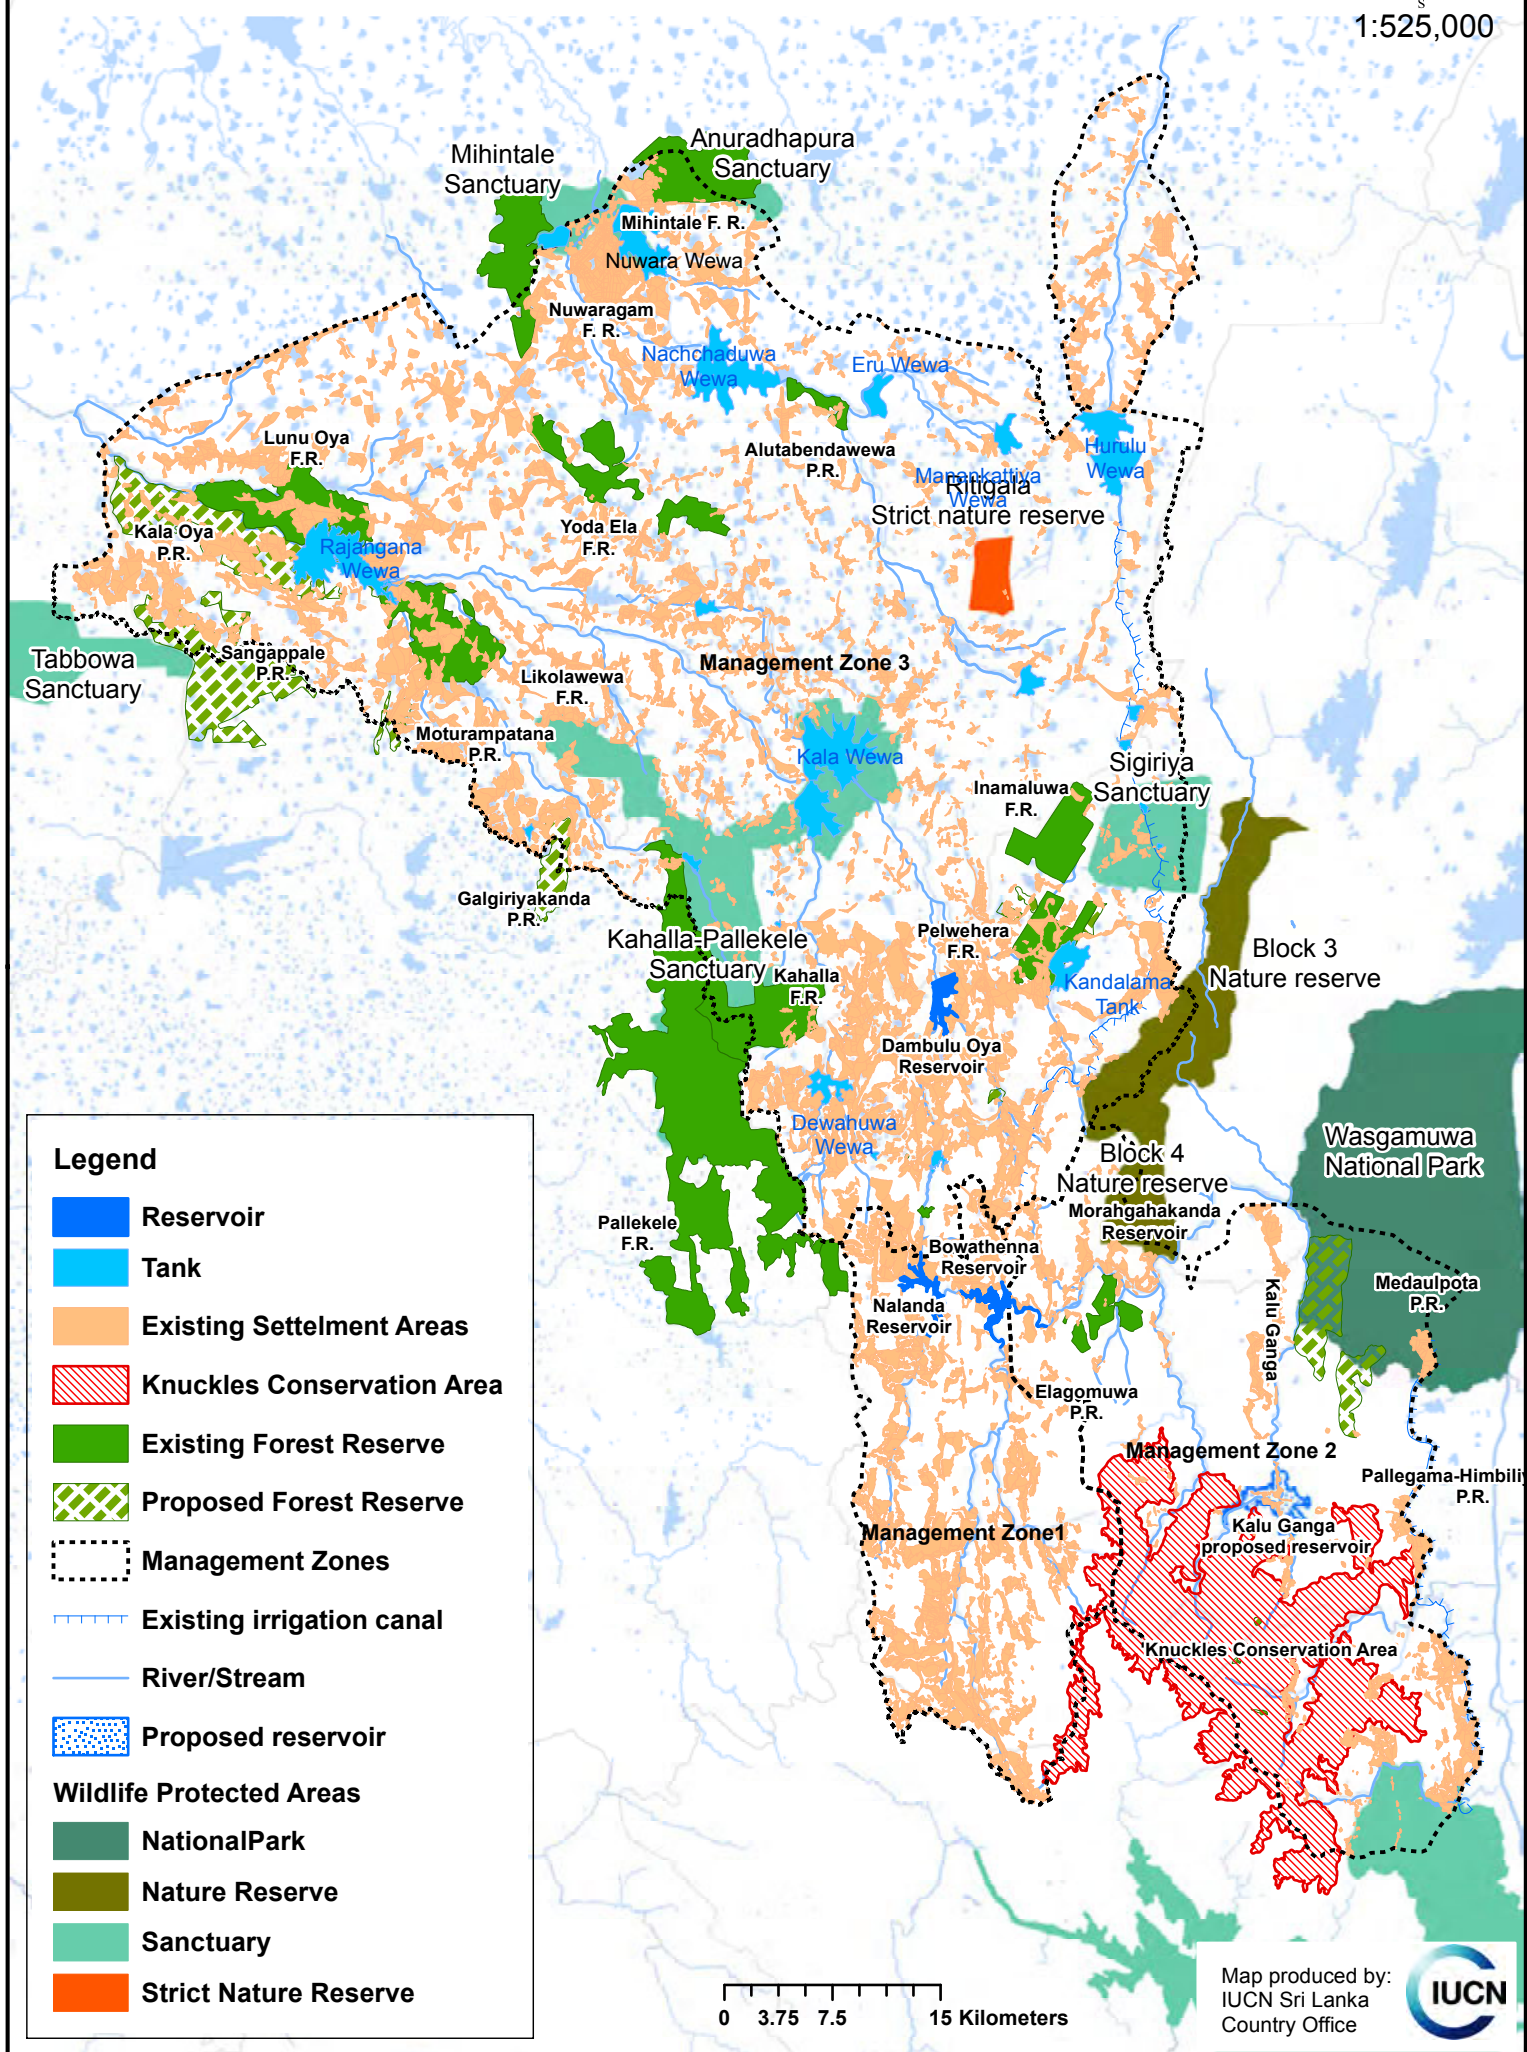 S
1:525,000
Anuradhapura
Sanctuary
Mihintale
Sanctuary
Mihintale F. R.
Nuwara Wewa
Nuwaragam
F. R.
Nachchaduwa
Wewa
Eru Wewa
Lunu Oya
F.R.
Alutabendawewa
P.R.
Hurulu
Wewa
Manankattiya
Wewa
Ritigala
Strict nature reserve
Kala Oya
P.R.
Yoda Ela
F.R.
Rajangana
Wewa
Tabbowa
Sanctuary
Sangappale
P.R.
Likolawewa
F.R.
Management Zone 3
Moturampatana
P.R.
Kala Wewa
Sigiriya
Sanctuary
Inamaluwa
F.R.
Galgiriyakanda
P.R.
Kahalla-Pallekele
Sanctuary
Kahalla
F.R.
Pelwehera
F.R.
Kandalama
Tank
Block 3
Nature reserve
Dambulu Oya
Reservoir
Dewahuwa
Wewa
Wasgamuwa
National Park
Block 4
Nature reserve
Morahgahakanda
Reservoir
Pallekele
F.R.
Bowathenna
Reservoir
Nalanda
Reservoir
Kalu Ganga
Medaulpota
P.R.
Elagomuwa
P.R.
Management Zone 2
Pallegama-Himbiliy
P.R.
Management Zone1
Kalu Ganga
proposed reservoir
Knuckles Conservation Area
Legend
Reservoir
Tank
Existing Settelment Areas
Knuckles Conservation Area
Existing Forest Reserve
Proposed Forest Reserve
Management Zones
Existing irrigation canal
River/Stream
Proposed reservoir
Wildlife Protected Areas
NationalPark
Nature Reserve
Sanctuary
Strict Nature Reserve
0 3.75 7.5 15 Kilometers
Map produced by:
IUCN Sri Lanka
Country Office
IUCN